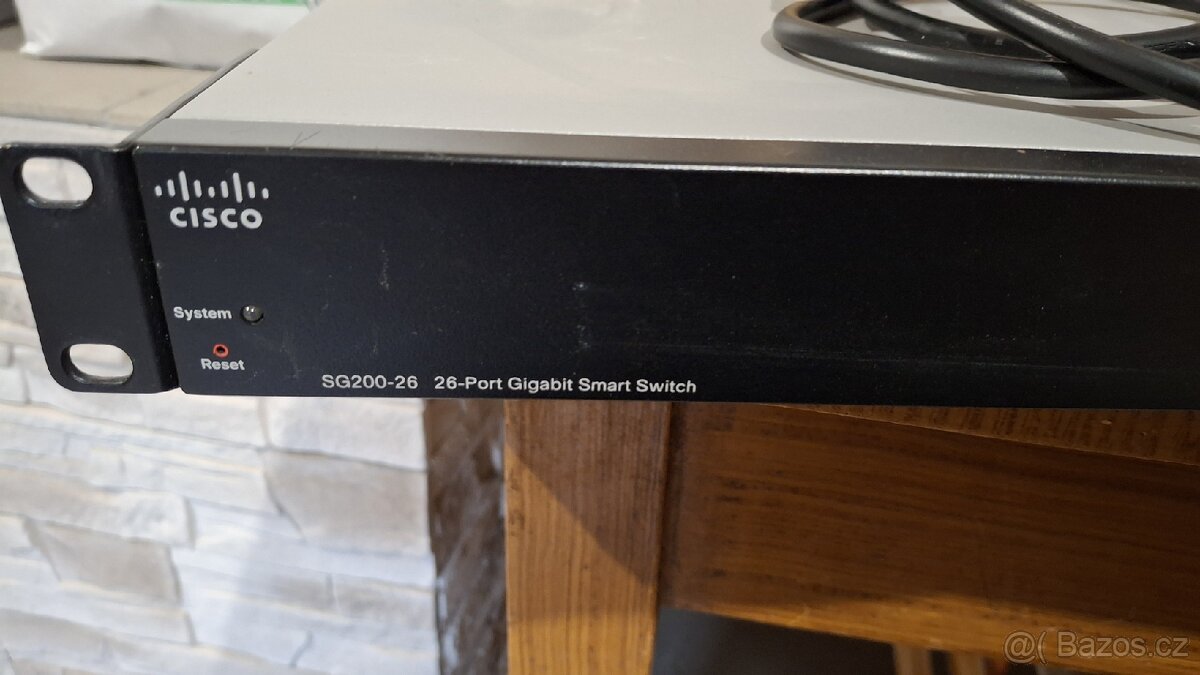 CISCO
System
Reset
SG200-26 26-Port Gigabit Smart Switch
@( Bazos.cz